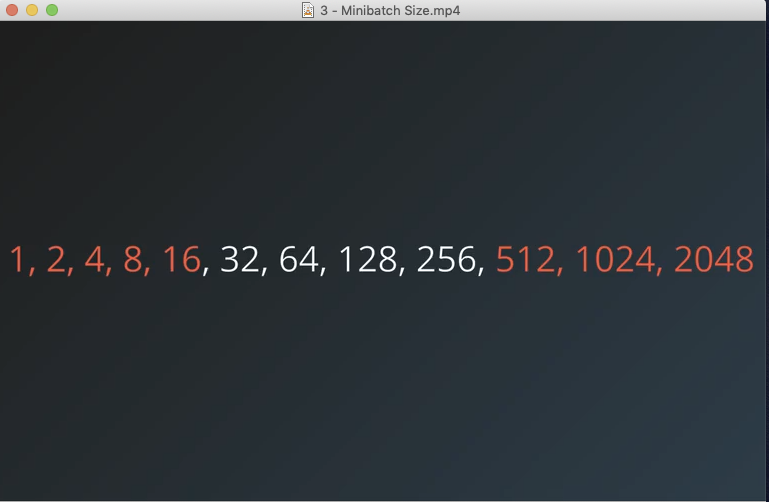 3 - Minibatch Size.mp4
1, 2, 4, 8, 16, 32, 64, 128, 256, 512, 1024, 2048